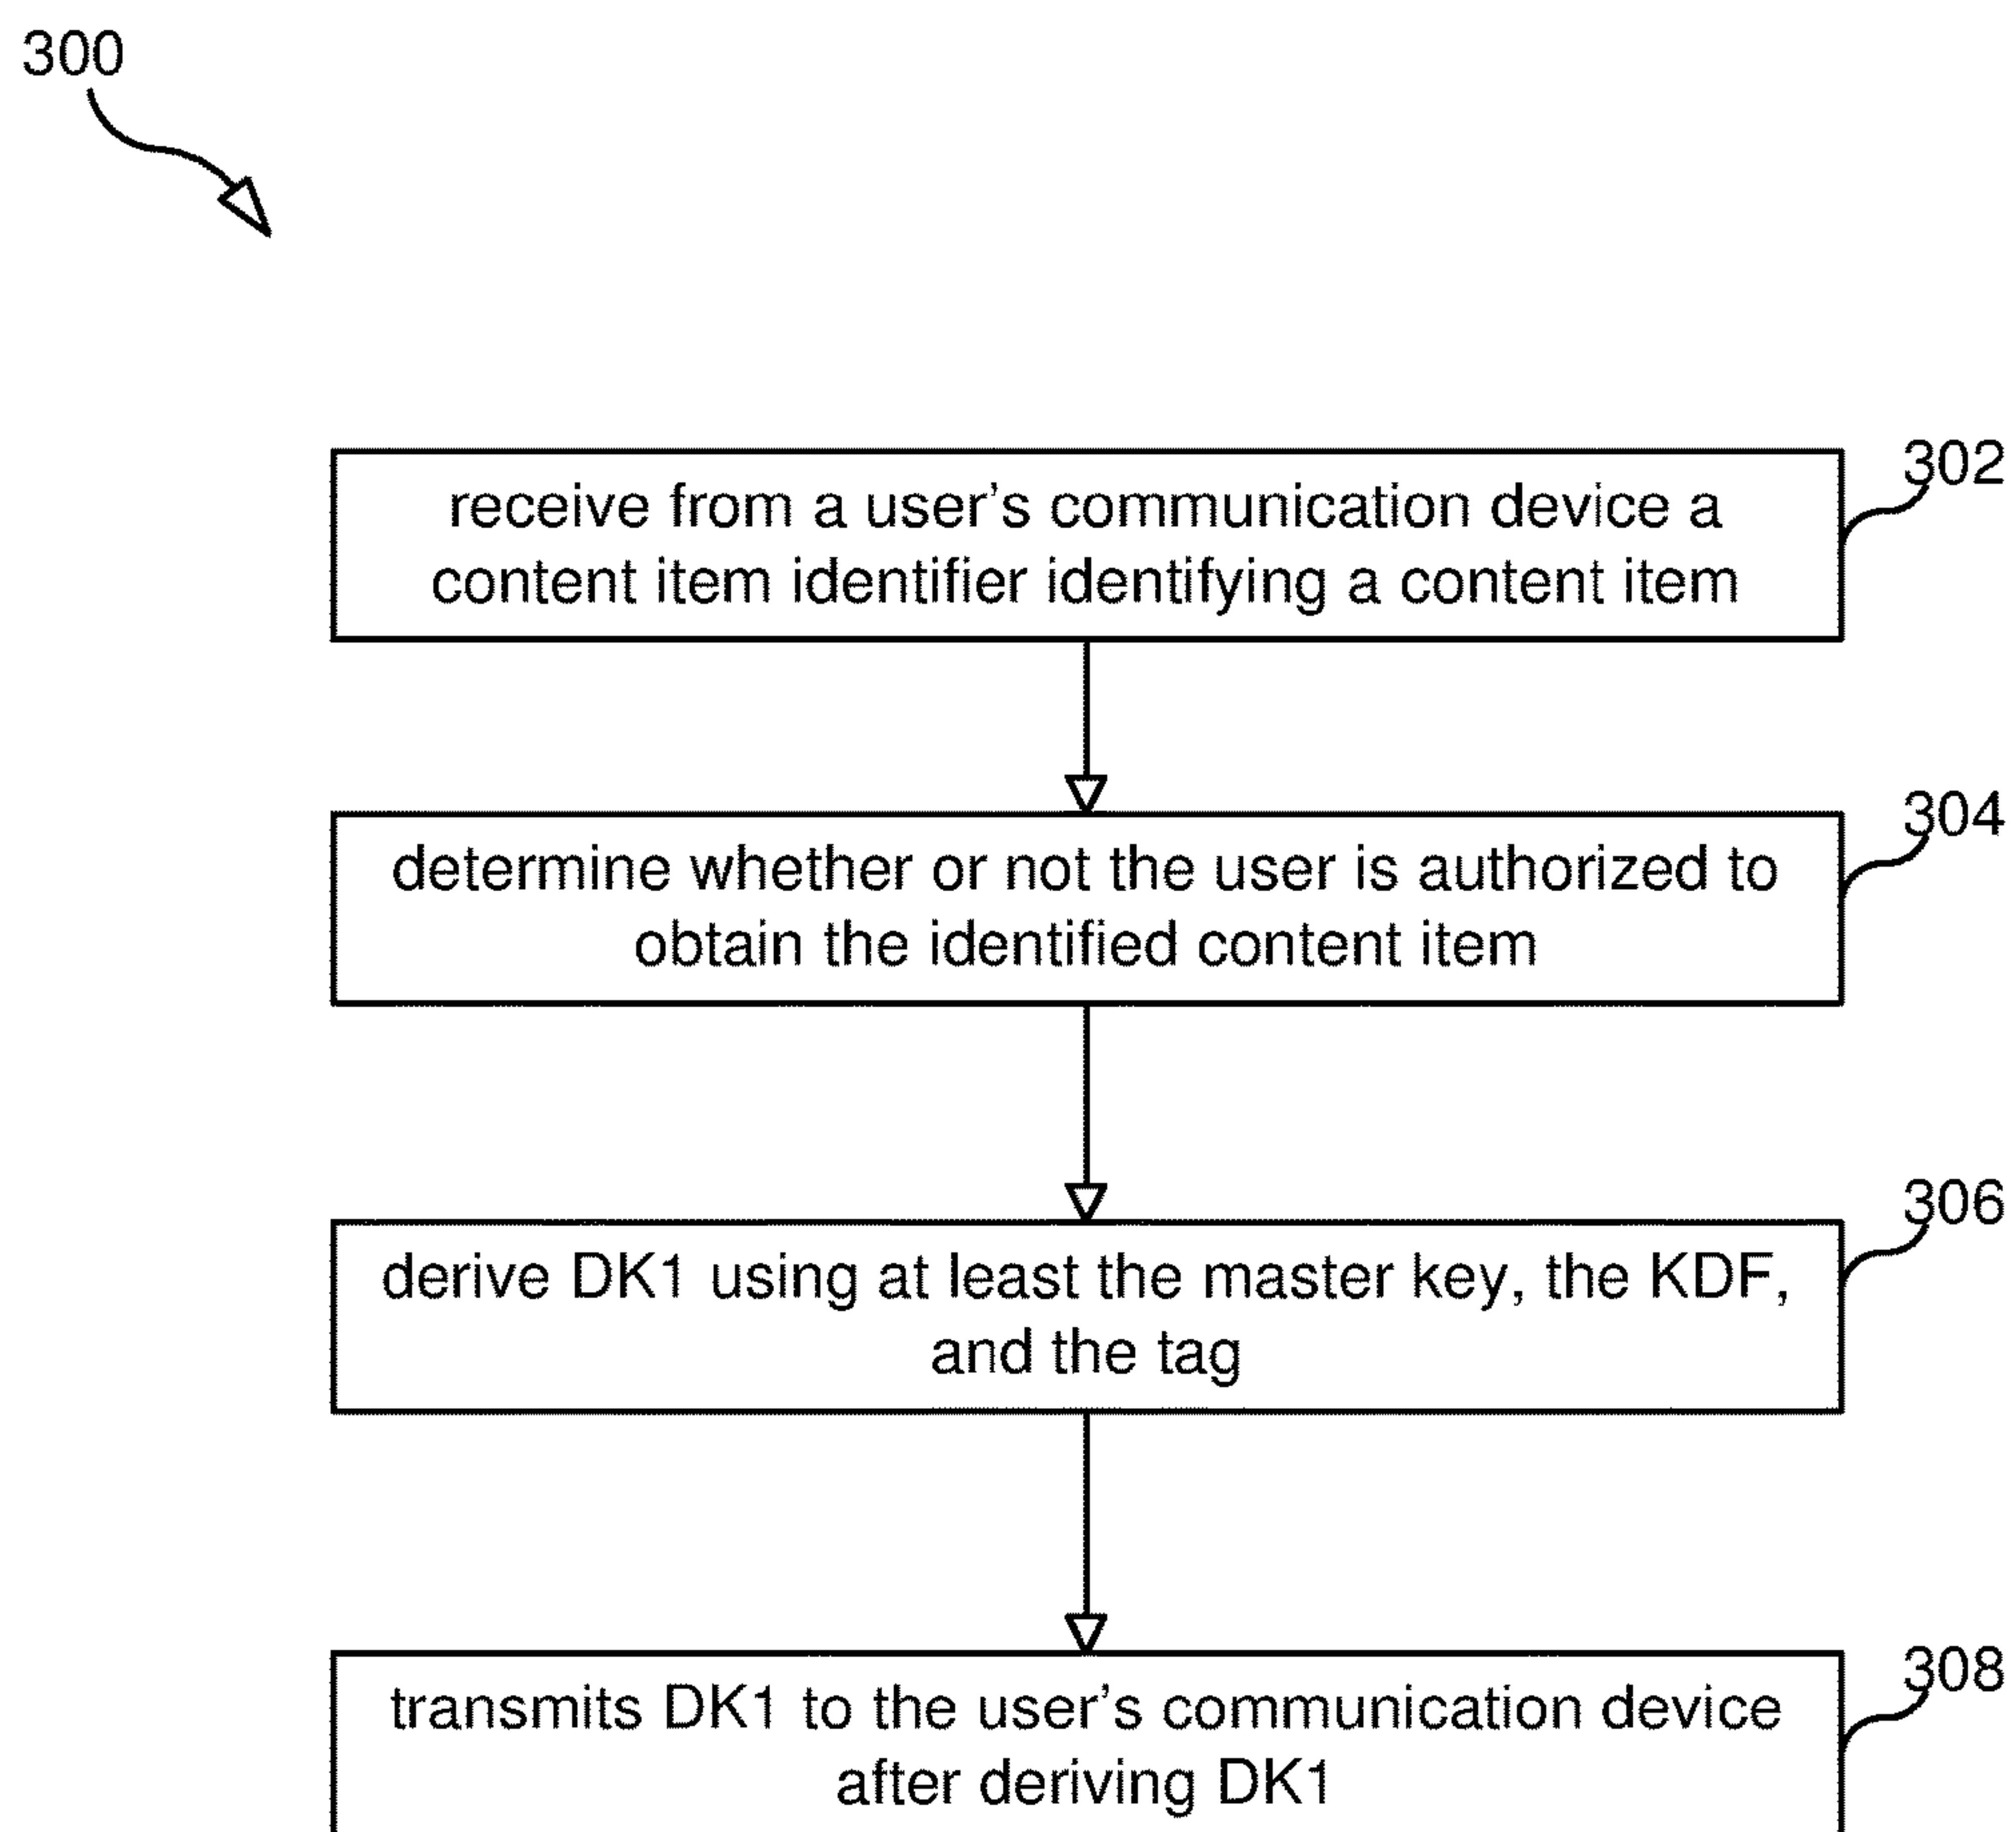 300
302
receive from a user's communication device a
content item identifier identifying a content item
304
determine whether or not the user is authorized to
obtain the identified content item
306
derive DK1 using at least the master key, the KDF,
and the tag
308
transmits DK1 to the user's communication device
after deriving DK1